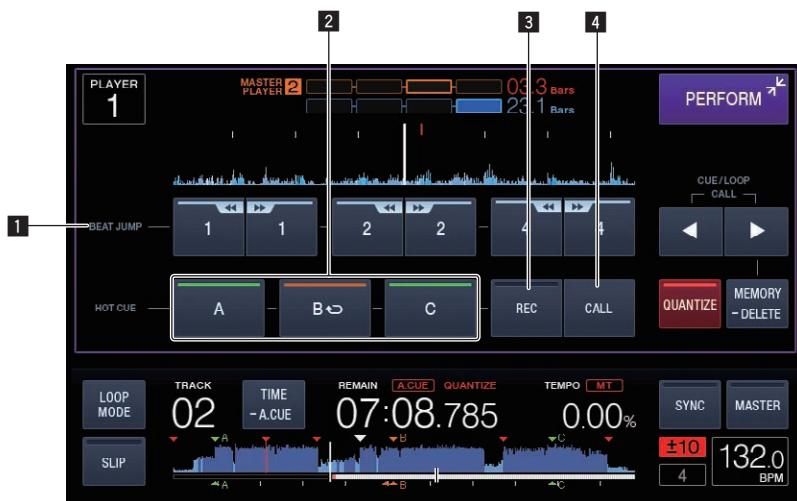 2 3 4
PLAYER
1
MASTER
PLAYER 2
03.3 Bars
23.1 Bars
PERFORM
CUE/LOOP
CALL
1
BEAT JUMP
1 1 2 2 4 4
HOT CUE
A B C
REC CALL
QUANTIZE
MEMORY
- DELETE
LOOP
MODE
TRACK
02
TIME
- A.CUE
REMAIN A.CUE QUANTIZE
07:08.785
TEMPO MT
0.00%
SYNC MASTER
SLIP
A B C
A B C
±10
4
132.0
BPM